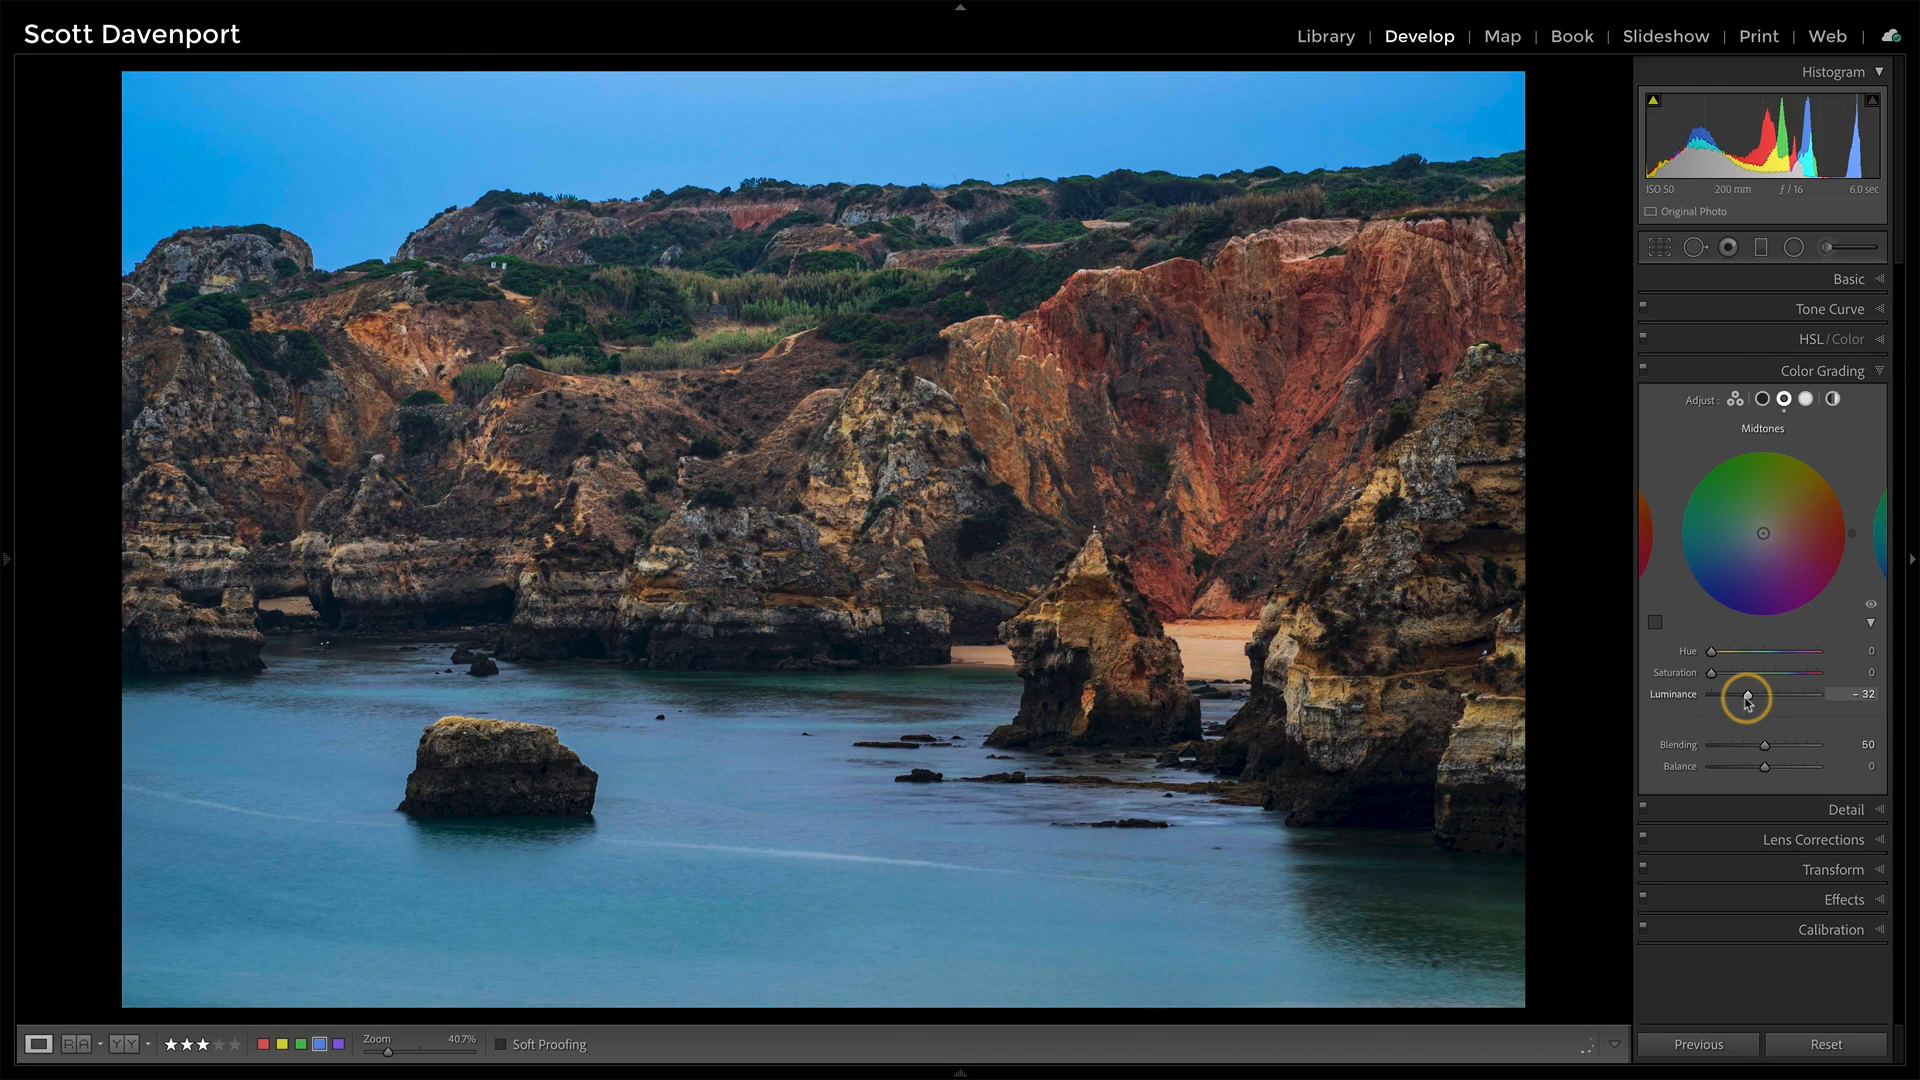 Scott Davenport
Library | Develop | Map | Book | Slideshow | Print | Web |
Histogram
ISO 50 200 mm ƒ / 16 6.0 sec
Original Photo
Basic
Tone Curve
HSL / Color
Color Grading
Adjust :
Midtones
Hue 0
Saturation 0
Luminance – 32
Blending 50
Balance 0
Detail
Lens Corrections
Transform
Effects
Calibration
R A Y Y Zoom 40.7% Soft Proofing
Previous Reset